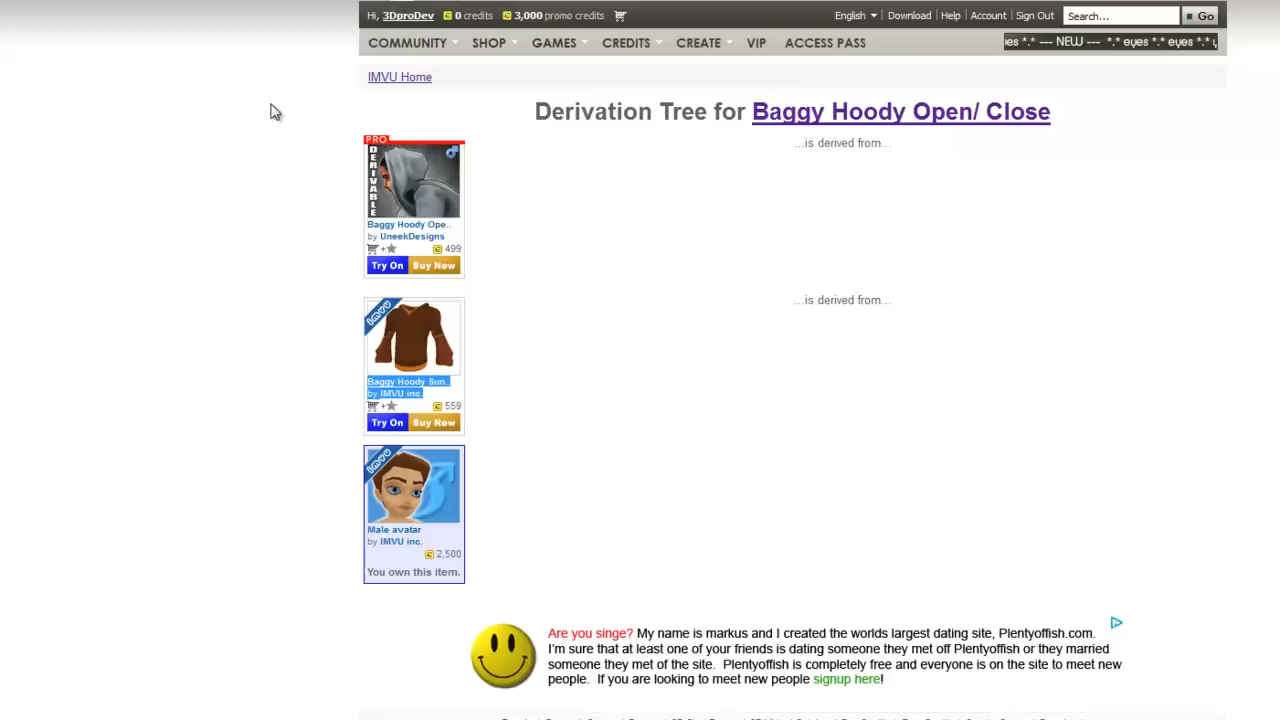 Hi, 3DproDev 0 credits 3,000 promo credits English Download Help Account Sign Out Search... Go
COMMUNITY SHOP GAMES CREDITS CREATE VIP ACCESS PASS *.* --- NEW --- *.* eyes *.* eyes *.*
IMVU Home
Derivation Tree for Baggy Hoody Open/ Close
...is derived from...
PRO
DERIVABLE
Baggy Hoody Ope..
by UneekDesigns
+ 499
Try On Buy Now
...is derived from...
Baggy Hoody Sun..
by IMVU inc.
+ 559
Try On Buy Now
Male avatar
by IMVU inc.
2,500
You own this item.
Are you singe? My name is markus and I created the worlds largest dating site, Plentyoffish.com.
I'm sure that at least one of your friends is dating someone they met off Plentyoffish or they married
someone they met of the site. Plentyoffish is completely free and everyone is on the site to meet new
people. If you are looking to meet new people signup here!